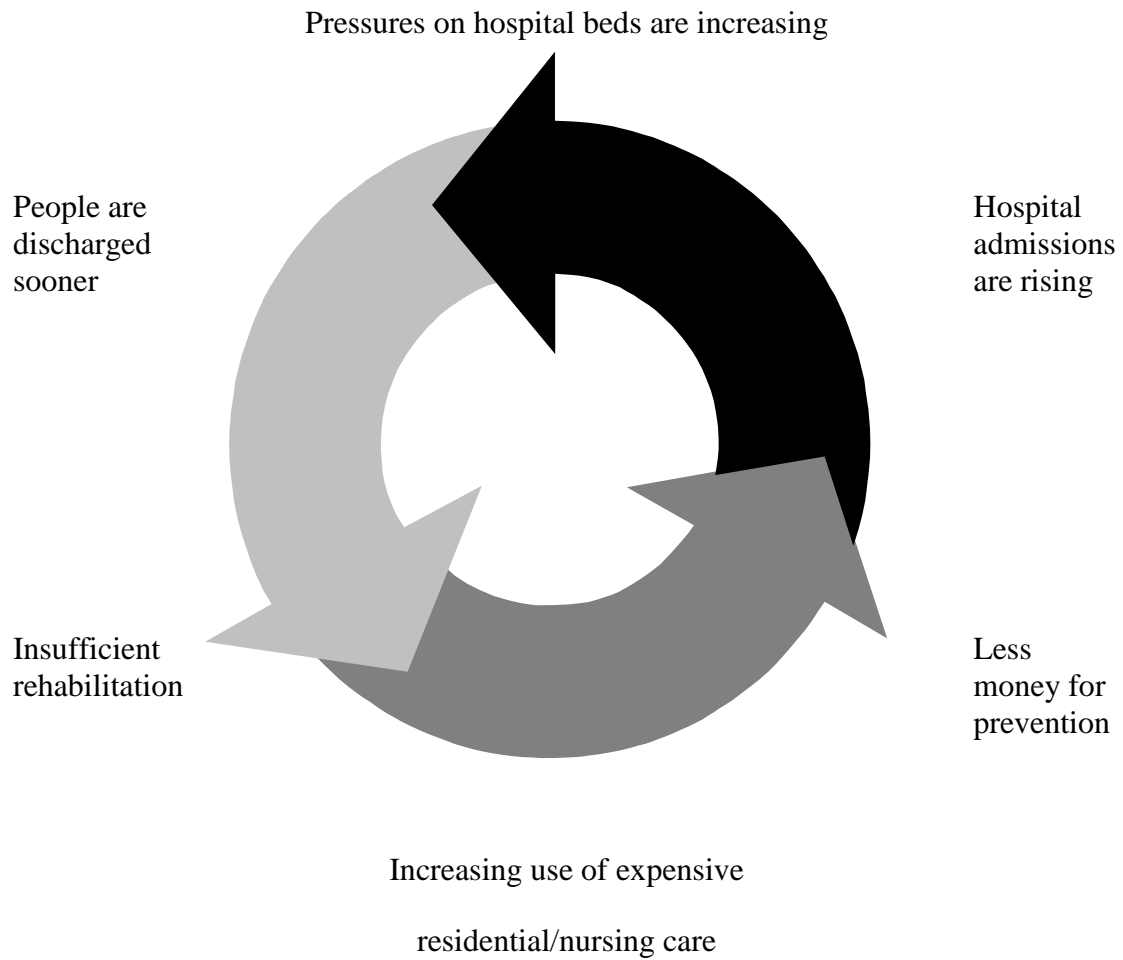 Pressures on hospital beds are increasing
People are
discharged
sooner
Hospital
admissions
are rising
Insufficient
rehabilitation
Less
money for
prevention
Increasing use of expensive
residential/nursing care